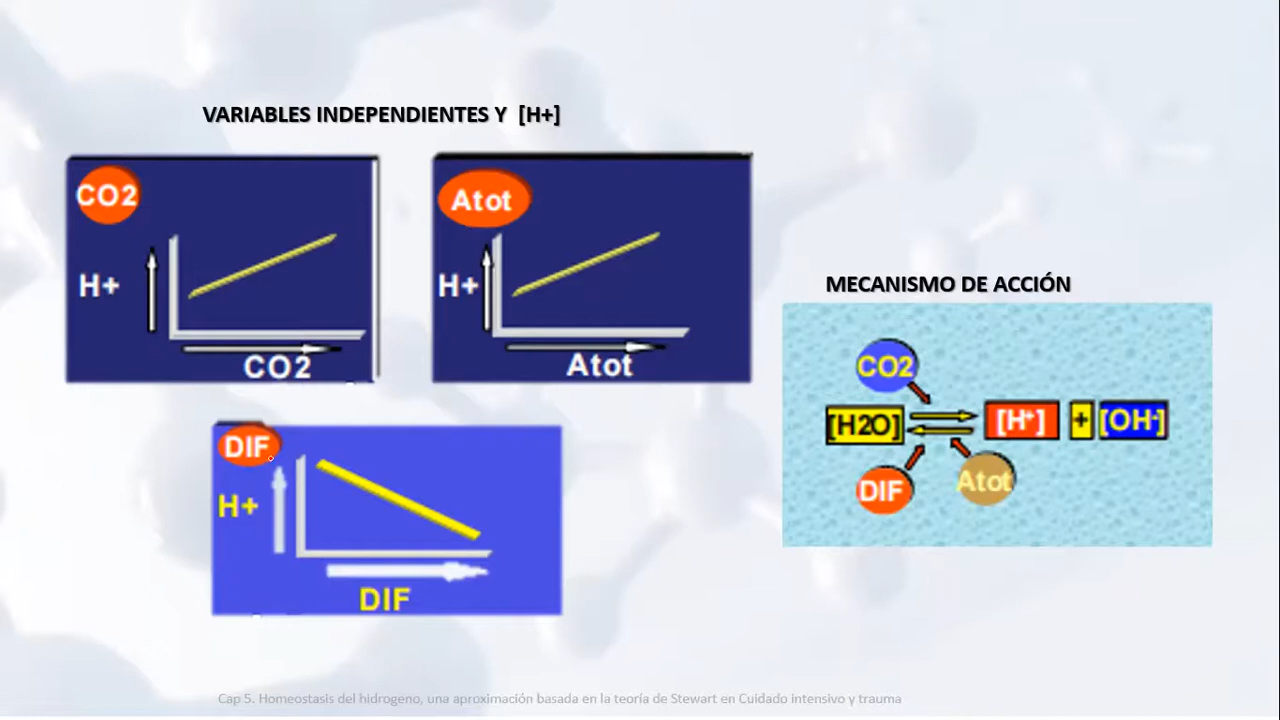 VARIABLES INDEPENDIENTES Y [H+]
CO2
H+
CO2
Atot
H+
Atot
DIF
H+
DIF
MECANISMO DE ACCIÓN
CO2
[H2O] [H+] + [OH-]
DIF
Atot
Cap 5. Homeostasis del hidrogeno, una aproximación basada en la teoría de Stewart en Cuidado intensivo y trauma